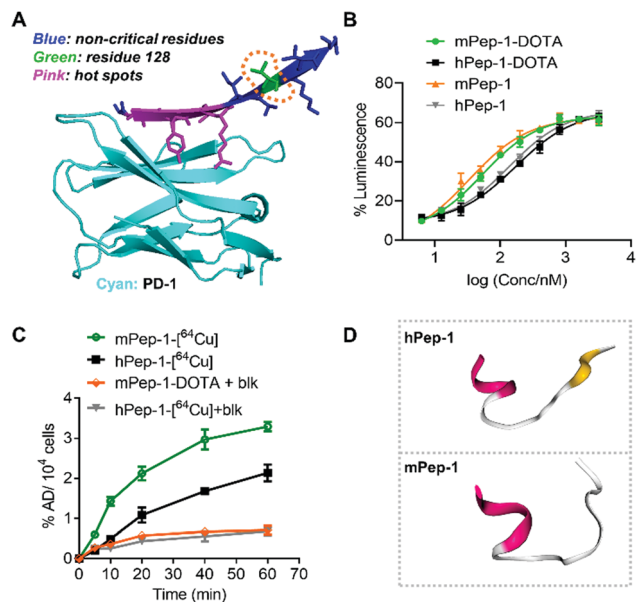 A
Blue: non-critical residues
Green: residue 128
Pink: hot spots
Cyan: PD-1
B
mPep-1-DOTA
hPep-1-DOTA
mPep-1
hPep-1
% Luminescence
80
60
40
20
0
1
2
3
4
log (Conc/nM)
C
mPep-1-[⁶⁴Cu]
hPep-1-[⁶⁴Cu]
mPep-1-DOTA + blk
hPep-1-[⁶⁴Cu]+blk
% AD/ 10⁴ cells
4
3
2
1
0
0 10 20 30 40 50 60 70
Time (min)
D
hPep-1
mPep-1